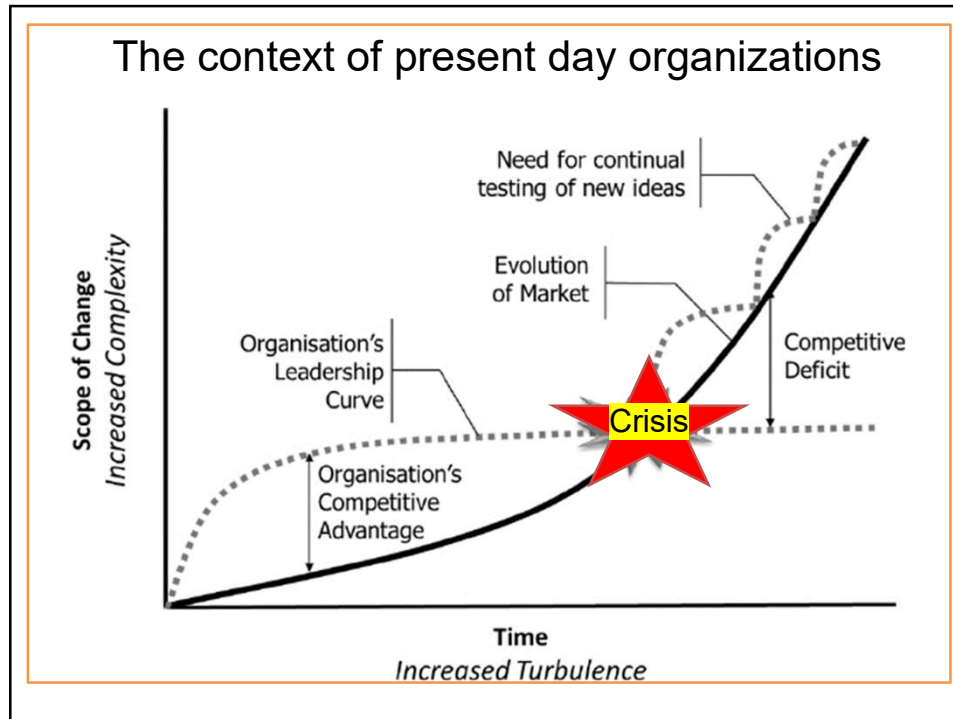 The context of present day organizations
Need for continual
testing of new ideas
Evolution
of Market
Organisation's
Leadership
Curve
Competitive
Deficit
Crisis
Organisation's
Competitive
Advantage
Scope of Change
Increased Complexity
Time
Increased Turbulence